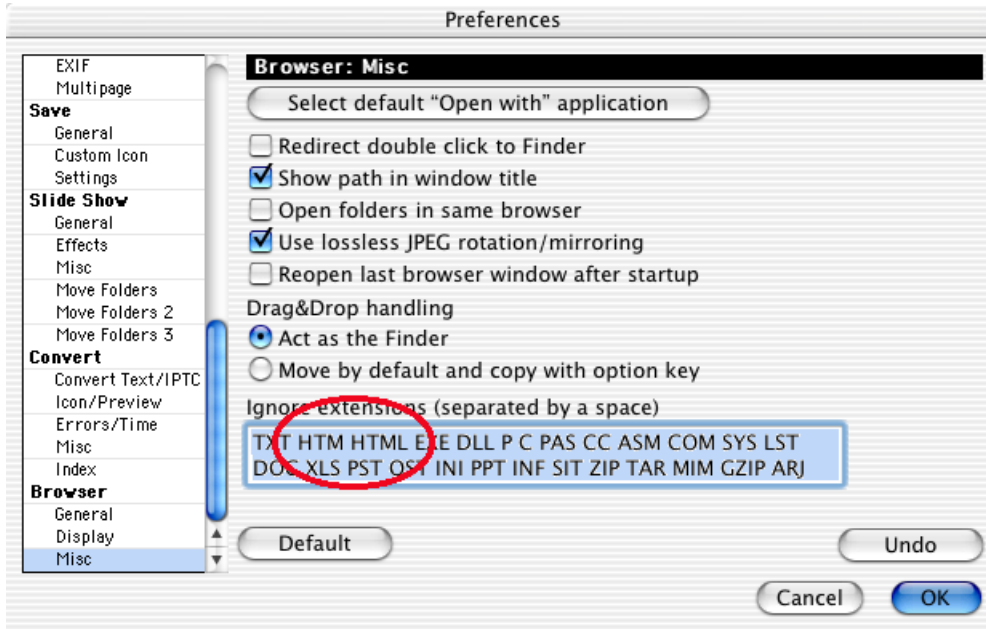 Preferences
EXIF
Multipage
Save
General
Custom Icon
Settings
Slide Show
General
Effects
Misc
Move Folders
Move Folders 2
Move Folders 3
Convert
Convert Text/IPTC
Icon/Preview
Errors/Time
Misc
Index
Browser
General
Display
Misc
Browser: Misc
Select default “Open with” application
Redirect double click to Finder
Show path in window title
Open folders in same browser
Use lossless JPEG rotation/mirroring
Reopen last browser window after startup
Drag&Drop handling
Act as the Finder
Move by default and copy with option key
Ignore extensions (separated by a space)
TXT HTM HTML EXE DLL P C PAS CC ASM COM SYS LST
DOC XLS PST OST INI PPT INF SIT ZIP TAR MIM GZIP ARJ
Default
Undo
Cancel
OK